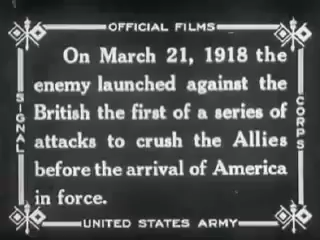 OFFICIAL FILMS
On March 21, 1918 the
enemy launched against the
British the first of a series of
attacks to crush the Allies
before the arrival of America
in force.
SIGNAL
CORPS
UNITED STATES ARMY